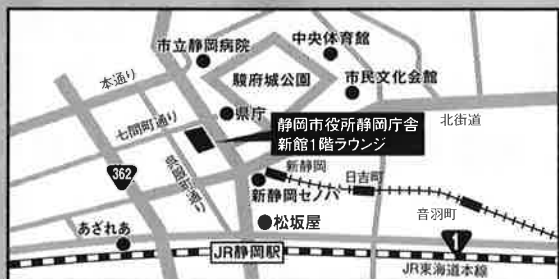 中央体育館
市立静岡病院
本通り
駿府城公園
市民文化会館
県庁
七間町通り
北街道
静岡市役所静岡庁舎
新館1階ラウンジ
呉服町通り
362
新静岡
日吉町
新静岡セノバ
音羽町
松坂屋
あざれあ
1
JR静岡駅
JR東海道本線